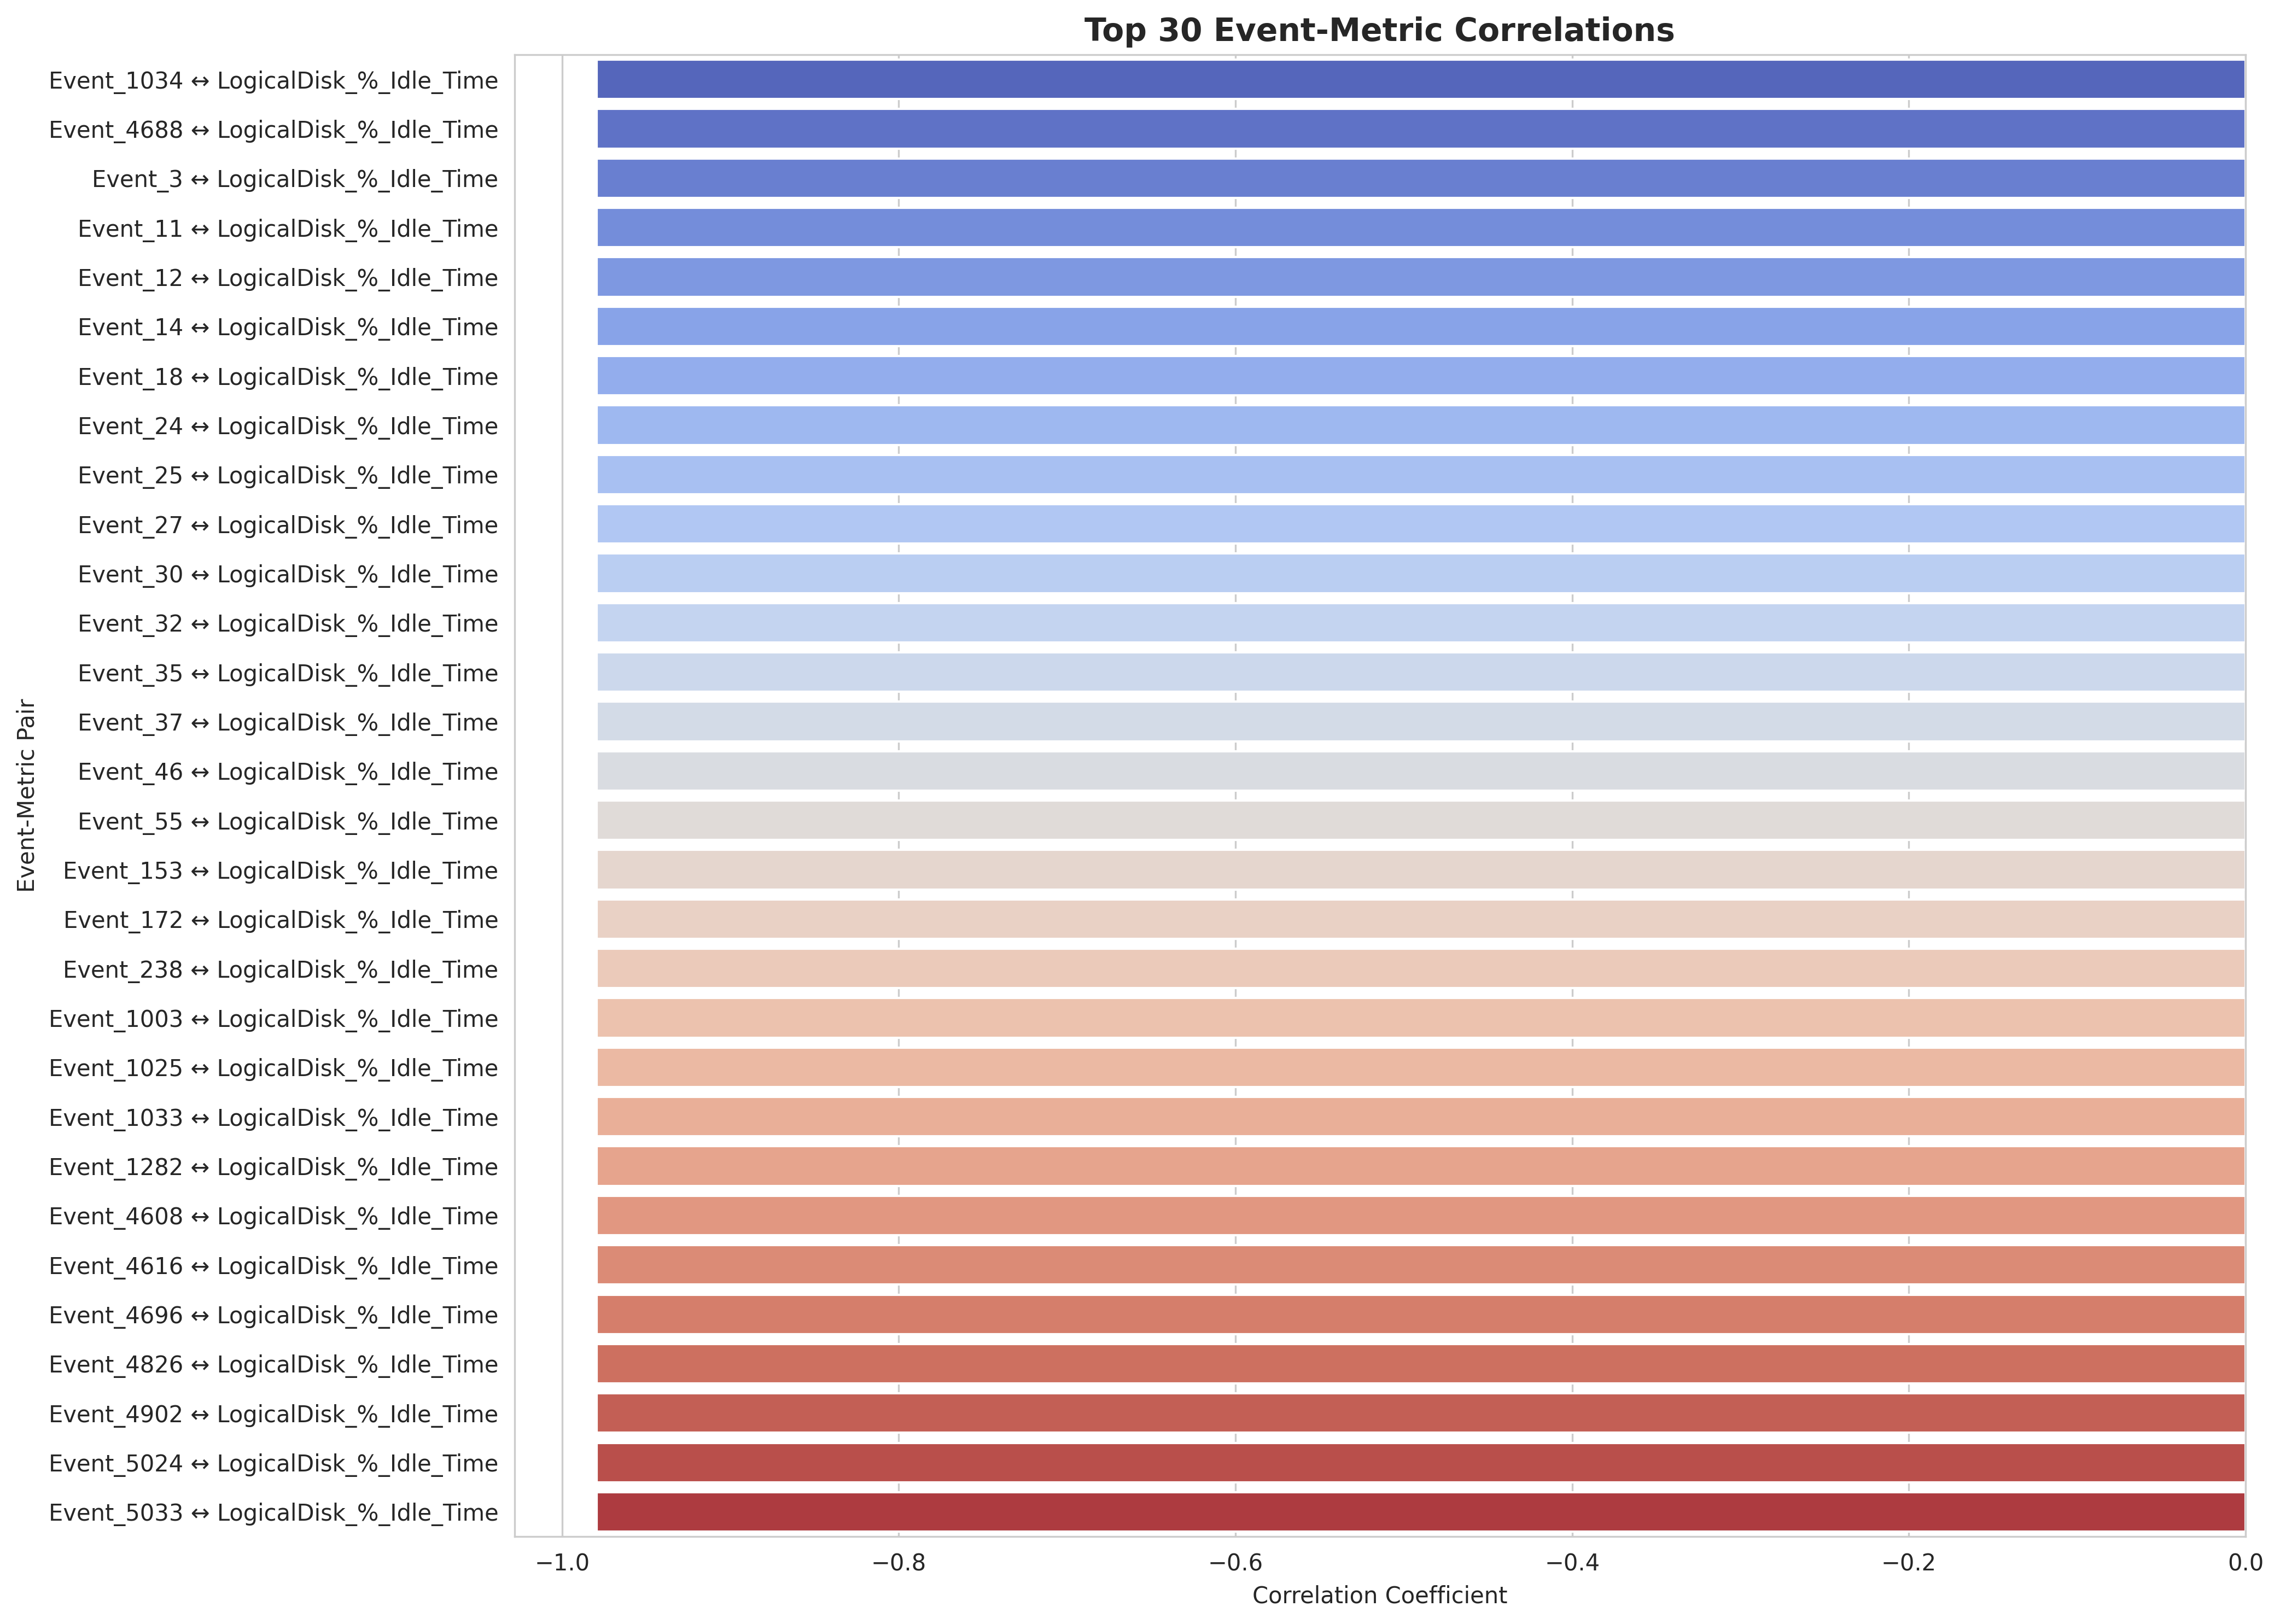 Top 30 Event-Metric Correlations
Event_1034 ↔ LogicalDisk_%_Idle_Time
Event_4688 ↔ LogicalDisk_%_Idle_Time
Event_3 ↔ LogicalDisk_%_Idle_Time
Event_11 ↔ LogicalDisk_%_Idle_Time
Event_12 ↔ LogicalDisk_%_Idle_Time
Event_14 ↔ LogicalDisk_%_Idle_Time
Event_18 ↔ LogicalDisk_%_Idle_Time
Event_24 ↔ LogicalDisk_%_Idle_Time
Event_25 ↔ LogicalDisk_%_Idle_Time
Event_27 ↔ LogicalDisk_%_Idle_Time
Event_30 ↔ LogicalDisk_%_Idle_Time
Event_32 ↔ LogicalDisk_%_Idle_Time
Event_35 ↔ LogicalDisk_%_Idle_Time
Event_37 ↔ LogicalDisk_%_Idle_Time
Event_46 ↔ LogicalDisk_%_Idle_Time
Event_55 ↔ LogicalDisk_%_Idle_Time
Event_153 ↔ LogicalDisk_%_Idle_Time
Event_172 ↔ LogicalDisk_%_Idle_Time
Event_238 ↔ LogicalDisk_%_Idle_Time
Event_1003 ↔ LogicalDisk_%_Idle_Time
Event_1025 ↔ LogicalDisk_%_Idle_Time
Event_1033 ↔ LogicalDisk_%_Idle_Time
Event_1282 ↔ LogicalDisk_%_Idle_Time
Event_4608 ↔ LogicalDisk_%_Idle_Time
Event_4616 ↔ LogicalDisk_%_Idle_Time
Event_4696 ↔ LogicalDisk_%_Idle_Time
Event_4826 ↔ LogicalDisk_%_Idle_Time
Event_4902 ↔ LogicalDisk_%_Idle_Time
Event_5024 ↔ LogicalDisk_%_Idle_Time
Event_5033 ↔ LogicalDisk_%_Idle_Time
Event-Metric Pair
−1.0 −0.8 −0.6 −0.4 −0.2 0.0
Correlation Coefficient